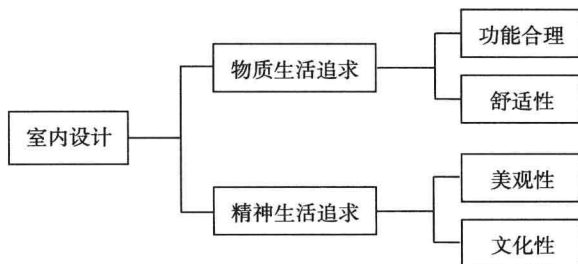 室内设计
物质生活追求
功能合理
舒适性
精神生活追求
美观性
文化性